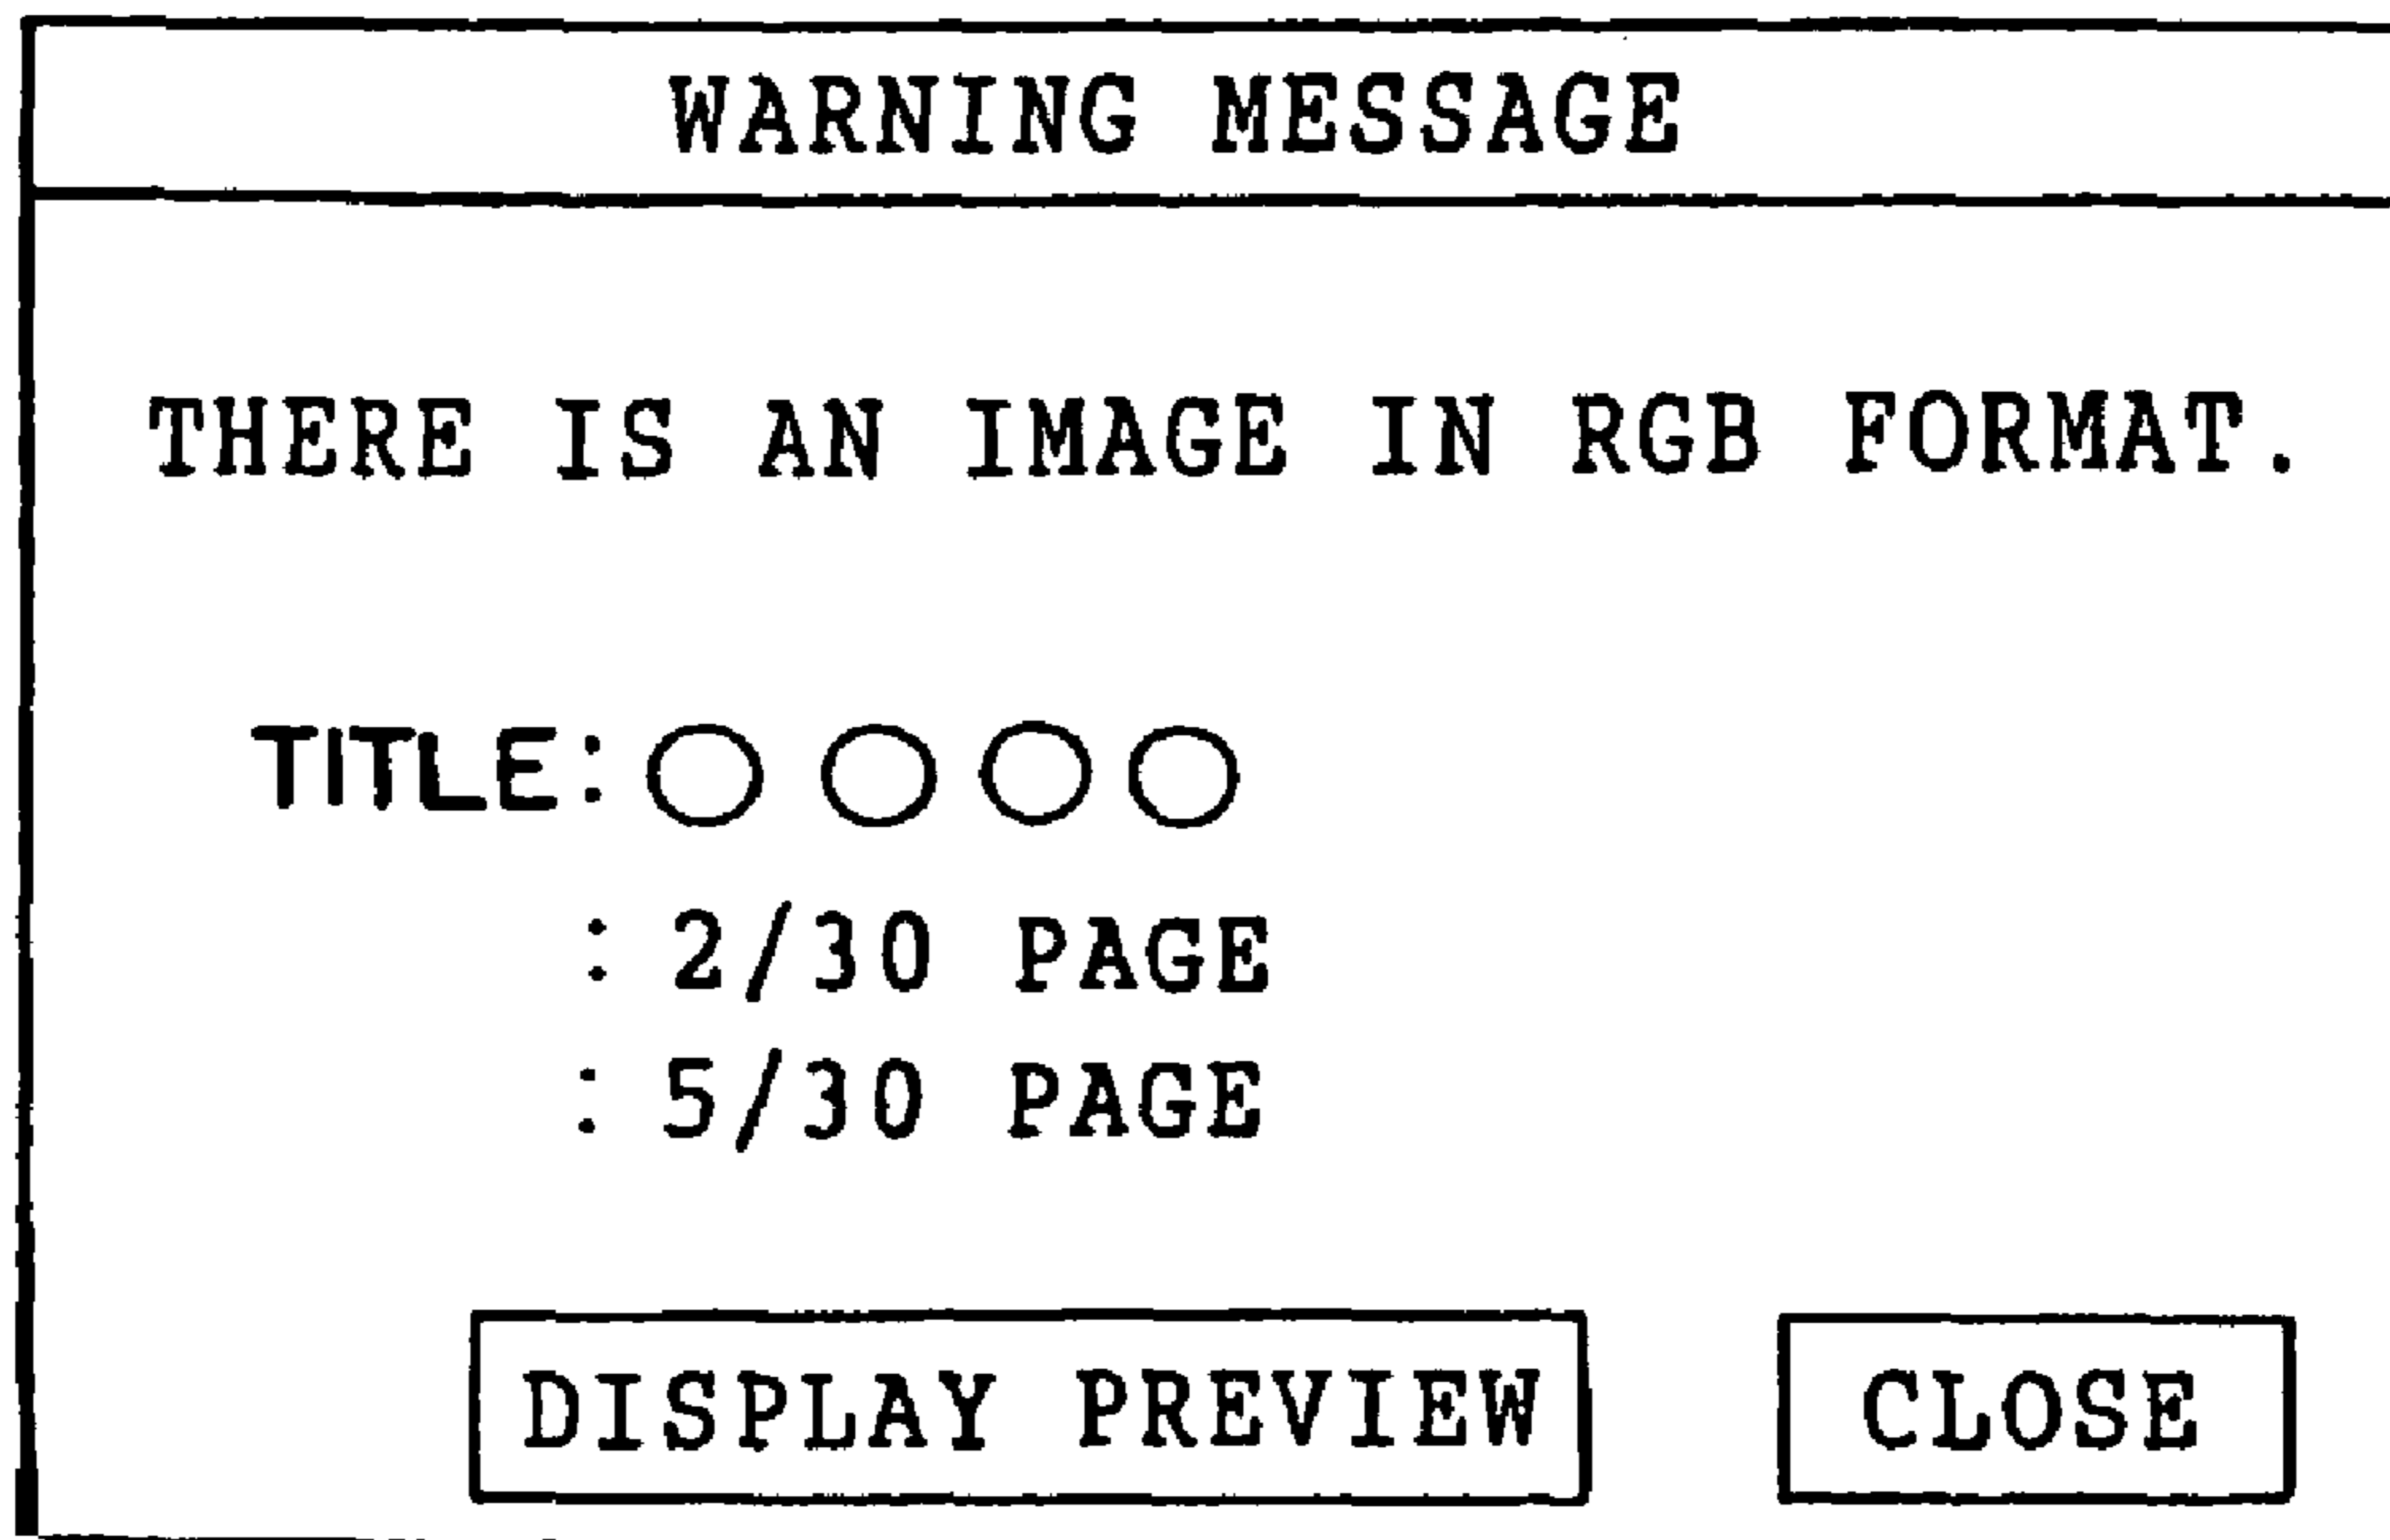 WARNING MESSAGE
THERE IS AN IMAGE IN RGB FORMAT.
TITLE:○○○○
: 2/30 PAGE
: 5/30 PAGE
DISPLAY PREVIEW
CLOSE